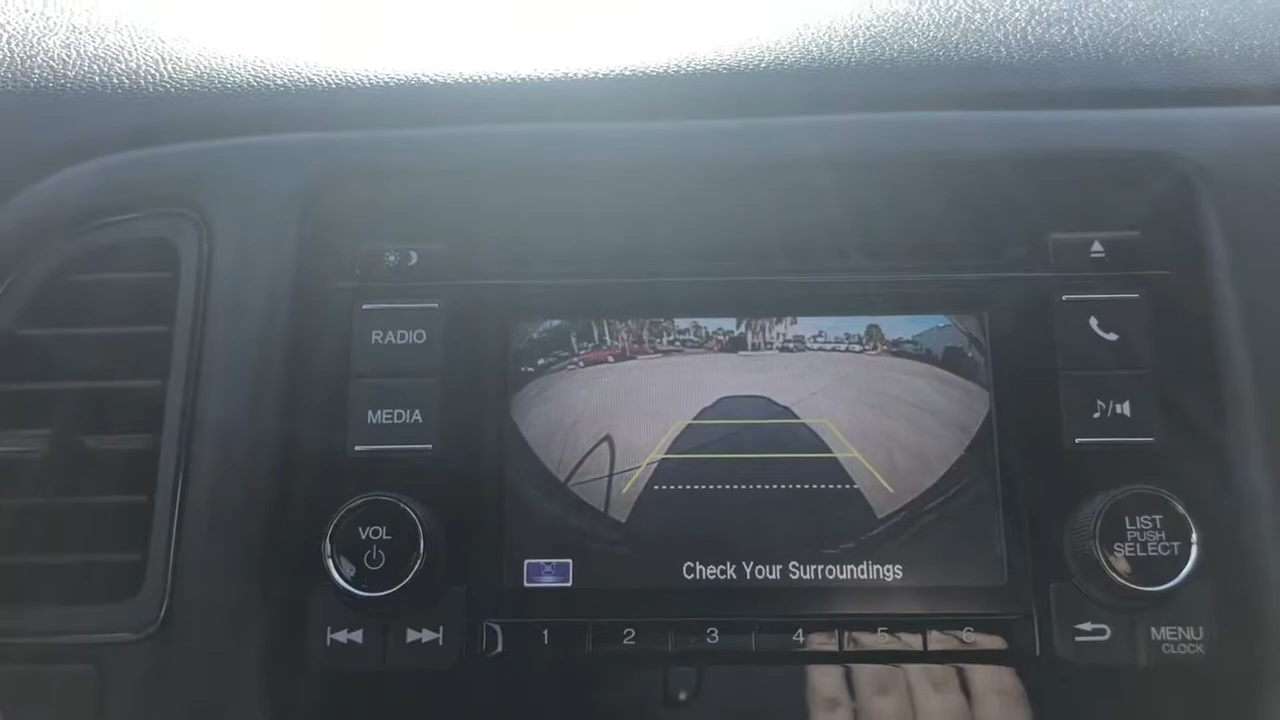 RADIO
MEDIA
VOL
LIST
PUSH
SELECT
Check Your Surroundings
1 2 3 4 5 6
MENU
CLOCK